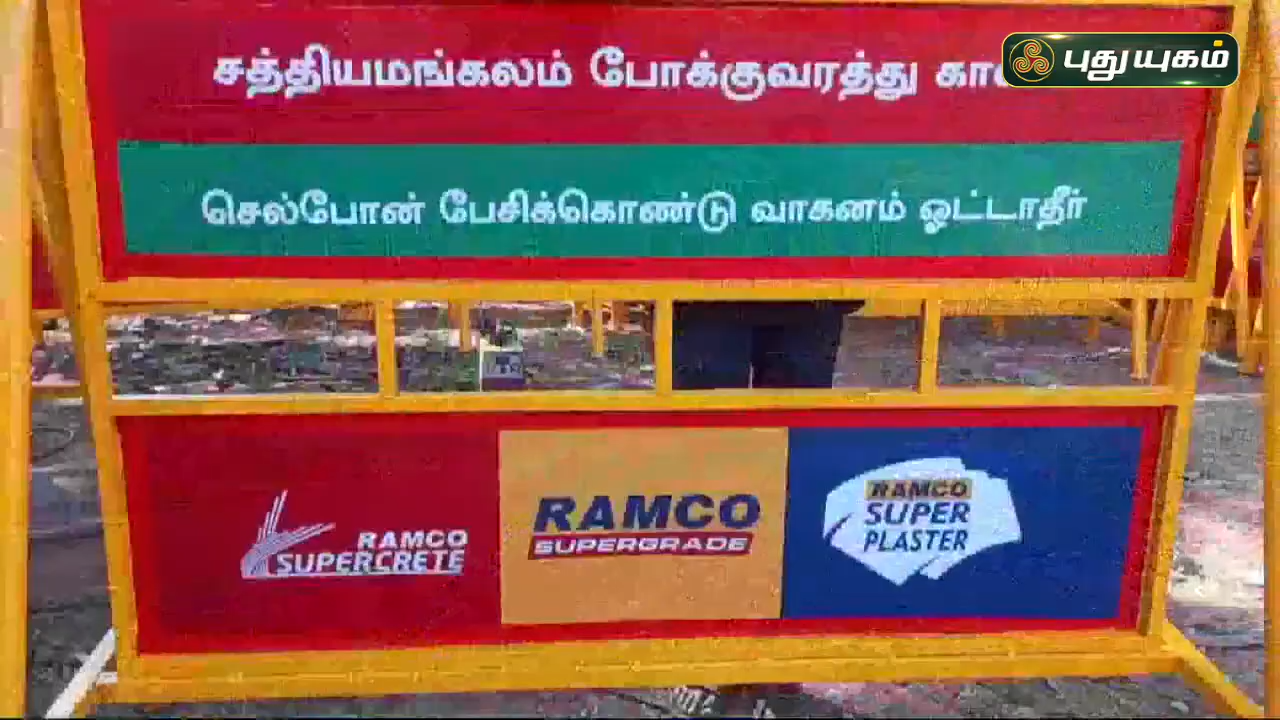 சத்தியமங்கலம் போக்குவரத்து
புதுயுகம்
செல்போன் பேசிக்கொண்டு வாகனம் ஓட்டாதீர்
RAMCO
SUPERCRETE
RAMCO
SUPERGRADE
RAMCO
SUPER
PLASTER